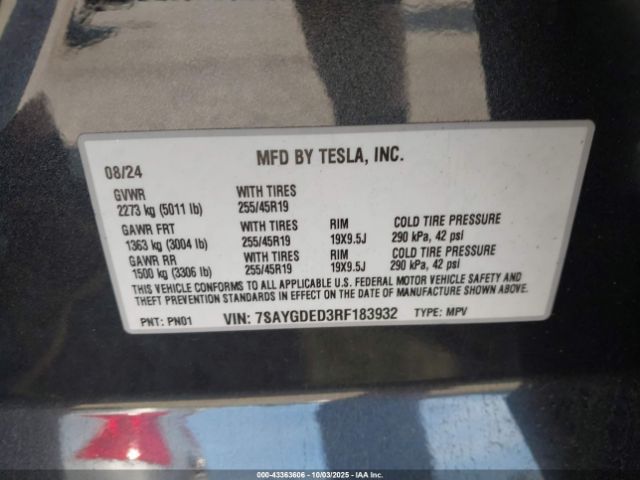 MFD BY TESLA, INC.
08/24
GVWR WITH TIRES
2273 kg (5011 lb) 255/45R19
GAWR FRT WITH TIRES RIM COLD TIRE PRESSURE
1363 kg (3004 lb) 255/45R19 19X9.5J 290 kPa, 42 psi
GAWR RR WITH TIRES RIM COLD TIRE PRESSURE
1500 kg (3306 lb) 255/45R19 19X9.5J 290 kPa, 42 psi
THIS VEHICLE CONFORMS TO ALL APPLICABLE U.S. FEDERAL MOTOR VEHICLE SAFETY AND
THEFT PREVENTION STANDARDS IN EFFECT ON THE DATE OF MANUFACTURE SHOWN ABOVE.
PNT: PN01 VIN: 7SAYGDED3RF183932 TYPE: MPV
000-43363606 - 10/03/2025 - IAA Inc.